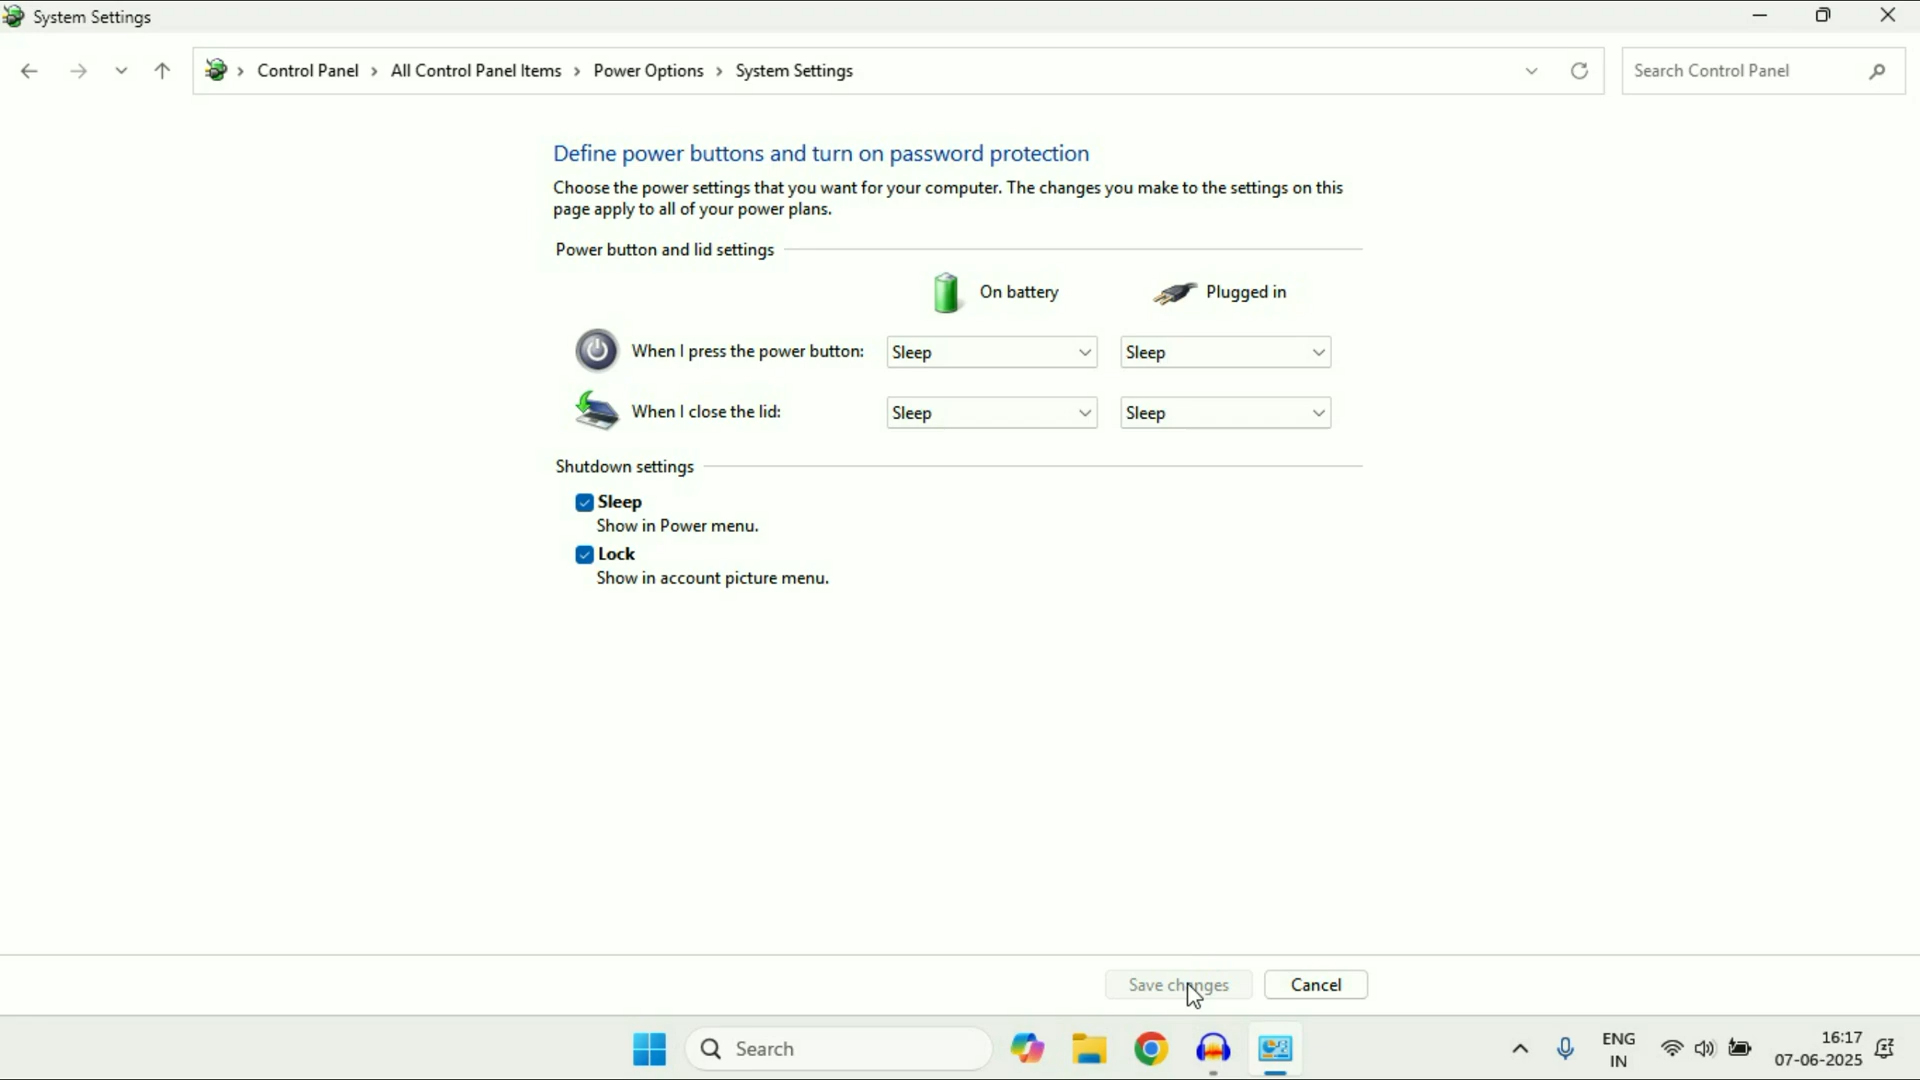 System Settings
Control Panel > All Control Panel Items > Power Options > System Settings
Search Control Panel
Define power buttons and turn on password protection
Choose the power settings that you want for your computer. The changes you make to the settings on this
page apply to all of your power plans.
Power button and lid settings
On battery
Plugged in
When I press the power button: Sleep Sleep
When I close the lid: Sleep Sleep
Shutdown settings
Sleep
Show in Power menu.
Lock
Show in account picture menu.
Save changes Cancel
Search
ENG
IN
16:17
07-06-2025